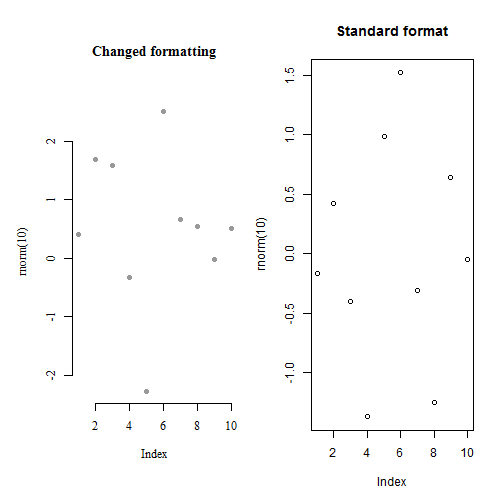 Changed formatting
2
1
0
-1
-2
rnorm(10)
2 4 6 8 10
Index
Standard format
1.5
1.0
0.5
0.0
-0.5
-1.0
rnorm(10)
2 4 6 8 10
Index